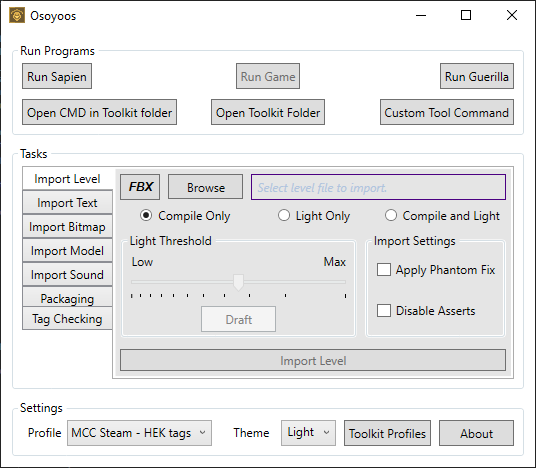 Osoyoos
Run Programs
Run Sapien
Run Game
Run Guerilla
Open CMD in Toolkit folder
Open Toolkit Folder
Custom Tool Command
Tasks
Import Level
Import Text
Import Bitmap
Import Model
Import Sound
Packaging
Tag Checking
FBX
Browse
Select level file to import.
Compile Only
Light Only
Compile and Light
Light Threshold
Low
Max
Draft
Import Settings
Apply Phantom Fix
Disable Asserts
Import Level
Settings
Profile
MCC Steam - HEK tags
Theme
Light
Toolkit Profiles
About